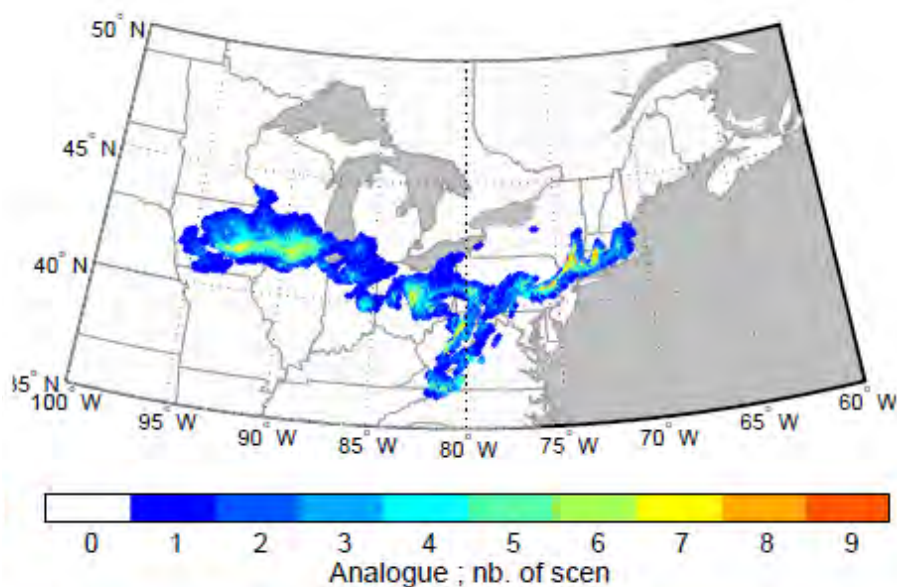 50° N
45° N
40° N
35° N
100° W
95° W
90° W
85° W
80° W
75° W
70° W
65° W
60° W
0 1 2 3 4 5 6 7 8 9
Analogue ; nb. of scen